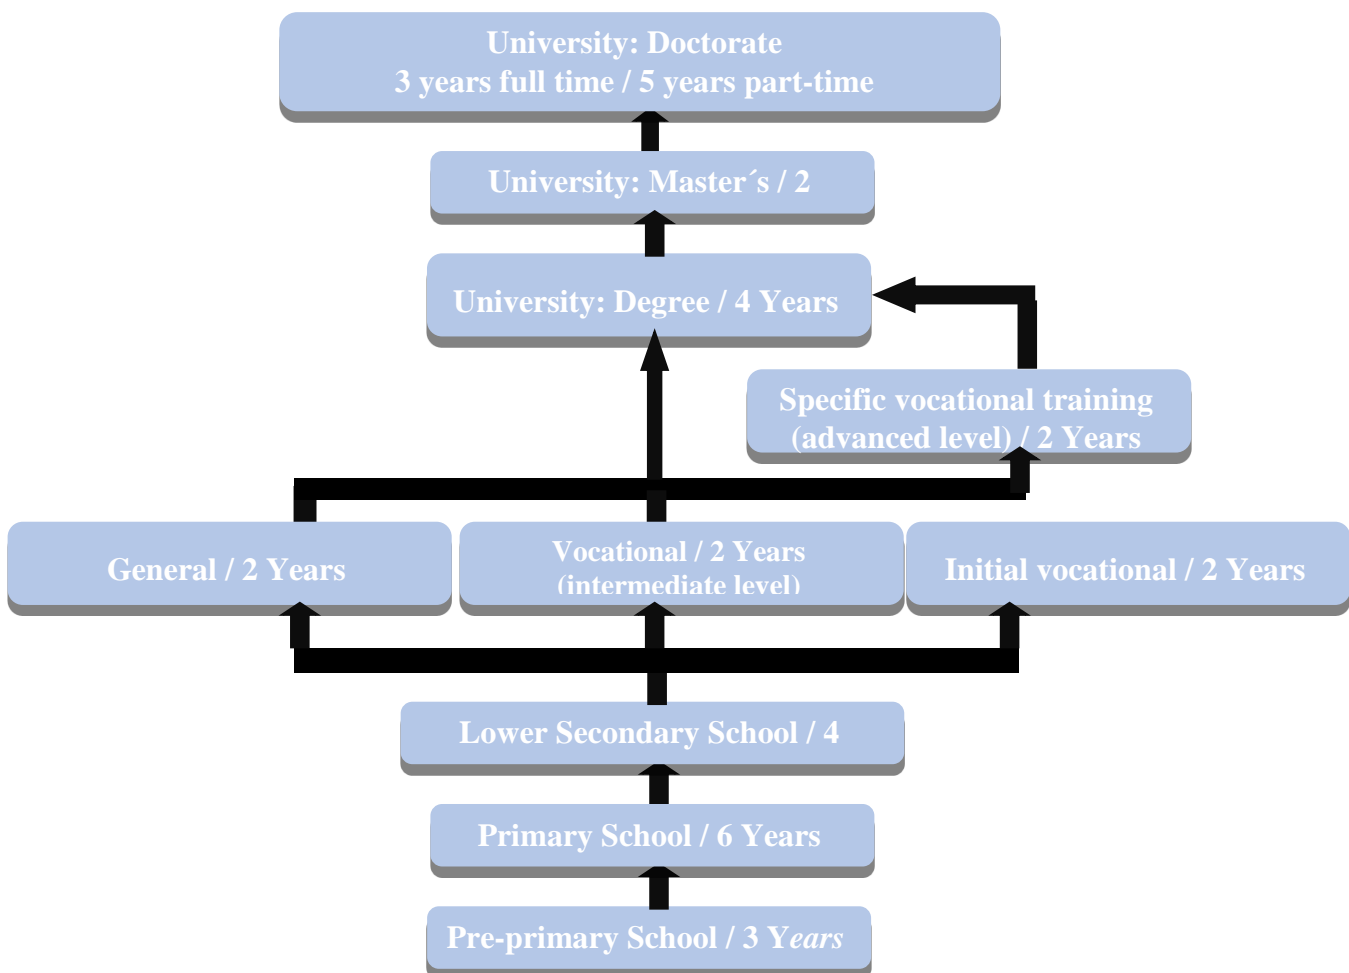 University: Doctorate
3 years full time / 5 years part-time
University: Master´s / 2
University: Degree / 4 Years
Specific vocational training
(advanced level) / 2 Years
General / 2 Years
Vocational / 2 Years
(intermediate level)
Initial vocational / 2 Years
Lower Secondary School / 4
Primary School / 6 Years
Pre-primary School / 3 Years